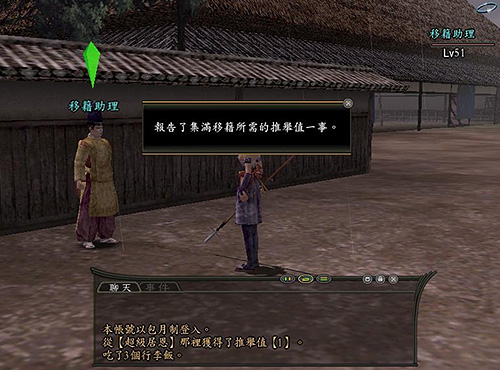 移籍助理
Lv51
移籍助理
報告了集滿移籍所需的推舉值一事。
聊天 事件
本帳號以包月制登入。
從【超級居恩】那裡獲得了推舉值【1】。
吃了3個行李飯。